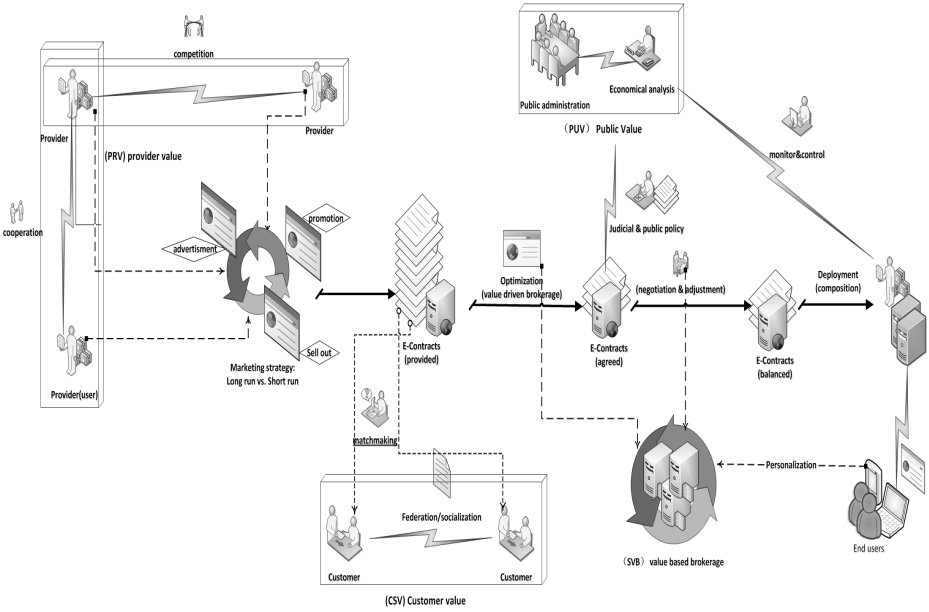 competition
Provider
Provider
(PRV) provider value
cooperation
Provider(user)
advertisment
promotion
Sell out
Marketing strategy:
Long run vs. Short run
E-Contracts
(provided)
matchmaking
Federation/socialization
Customer
Customer
(CSV) Customer value
Optimization
(value driven brokerage)
Public administration
Economical analysis
(PUV) Public Value
Judicial & public policy
E-Contracts
(agreed)
(negotiation & adjustment)
monitor&control
E-Contracts
(balanced)
Deployment
(composition)
Personalization
(SVB) value based brokerage
End users